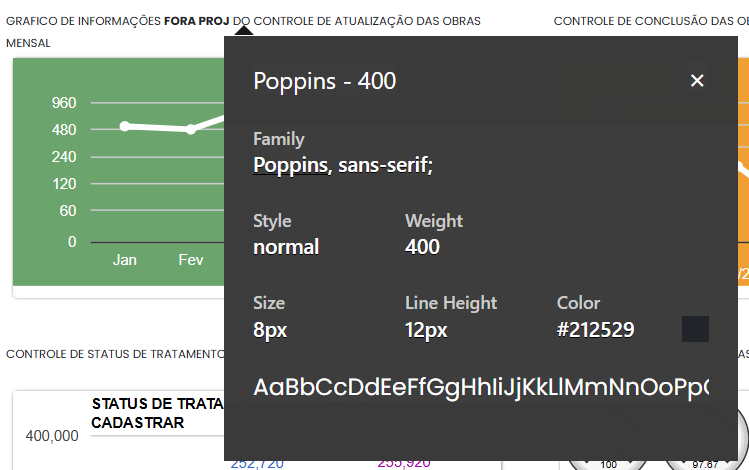 GRAFICO DE INFORMAÇÕES FORA PROJ DO CONTROLE DE ATUALIZAÇÃO DAS OBRAS
MENSAL
CONTROLE DE CONCLUSÃO DAS
960
480
240
120
60
0
Jan
Fev
Poppins - 400
×
Family
Poppins, sans-serif;
Style
Weight
normal
400
Size
Line Height
Color
8px
12px
#212529
AaBbCcDdEeFfGgHhIiJjKkLlMmNnOoPp
CONTROLE DE STATUS DE TRATAMENTO
STATUS DE TRATA
CADASTRAR
400,000
252,720
255,920
100
97.67